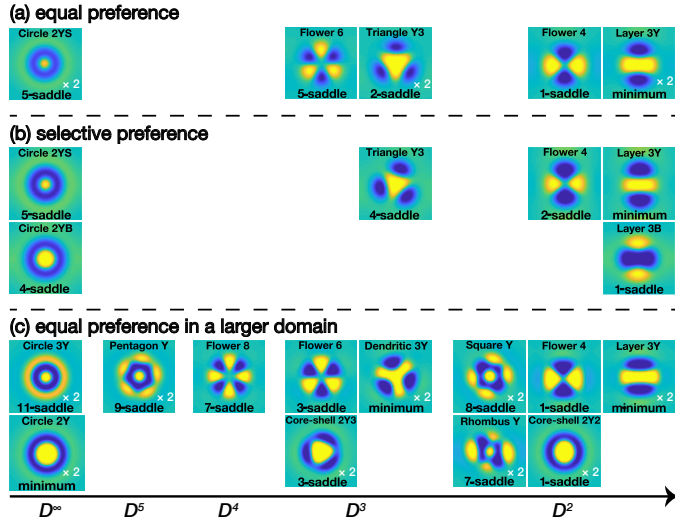 (a) equal preference
Circle 2YS
× 2
5-saddle
Flower 6
5-saddle
Triangle Y3
× 2
2-saddle
Flower 4
1-saddle
Layer 3Y
× 2
minimum
(b) selective preference
Circle 2YS
5-saddle
Triangle Y3
4-saddle
Flower 4
2-saddle
Layer 3Y
minimum
Circle 2YB
4-saddle
Layer 3B
1-saddle
(c) equal preference in a larger domain
Circle 3Y
× 2
11-saddle
Pentagon Y
× 2
9-saddle
Flower 8
7-saddle
Flower 6
3-saddle
Dendritic 3Y
× 2
minimum
Square Y
× 2
8-saddle
Flower 4
1-saddle
Layer 3Y
× 2
minimum
Circle 2Y
× 2
minimum
Core-shell 2Y3
× 2
3-saddle
Rhombus Y
× 2
7-saddle
Core-shell 2Y2
× 2
1-saddle
D∞ D⁵ D⁴ D³ D²